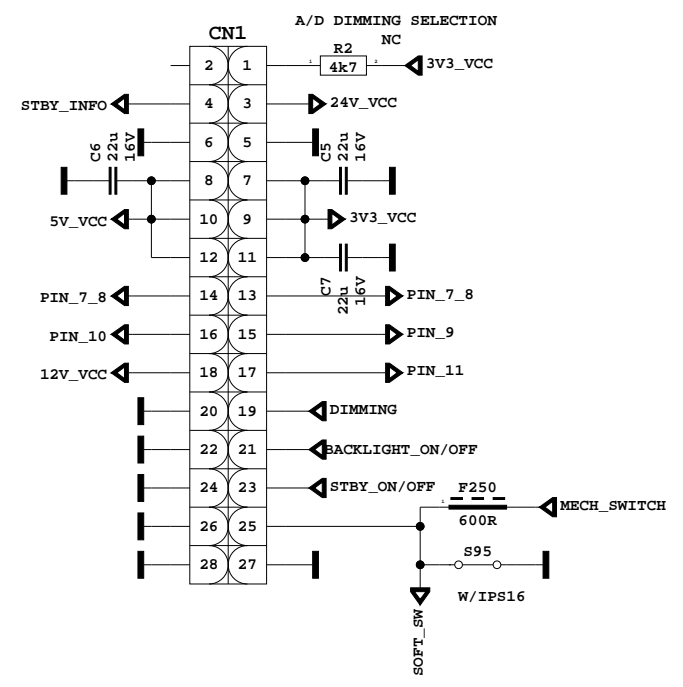 A/D DIMMING SELECTION
NC
CN1
R2
2 1 1 4k7 2 3V3_VCC
STBY_INFO 4 3 24V_VCC
C6 22u 16V 6 5 C5 22u 16V
8 7
5V_VCC 10 9 3V3_VCC
12 11
C7 22u 16V
PIN_7_8 14 13 PIN_7_8
PIN_10 16 15 PIN_9
12V_VCC 18 17 PIN_11
20 19 DIMMING
22 21 BACKLIGHT_ON/OFF
24 23 STBY_ON/OFF
F250
1 MECH_SWITCH
600R
26 25
S95
28 27
W/IPS16
SOFT_SW